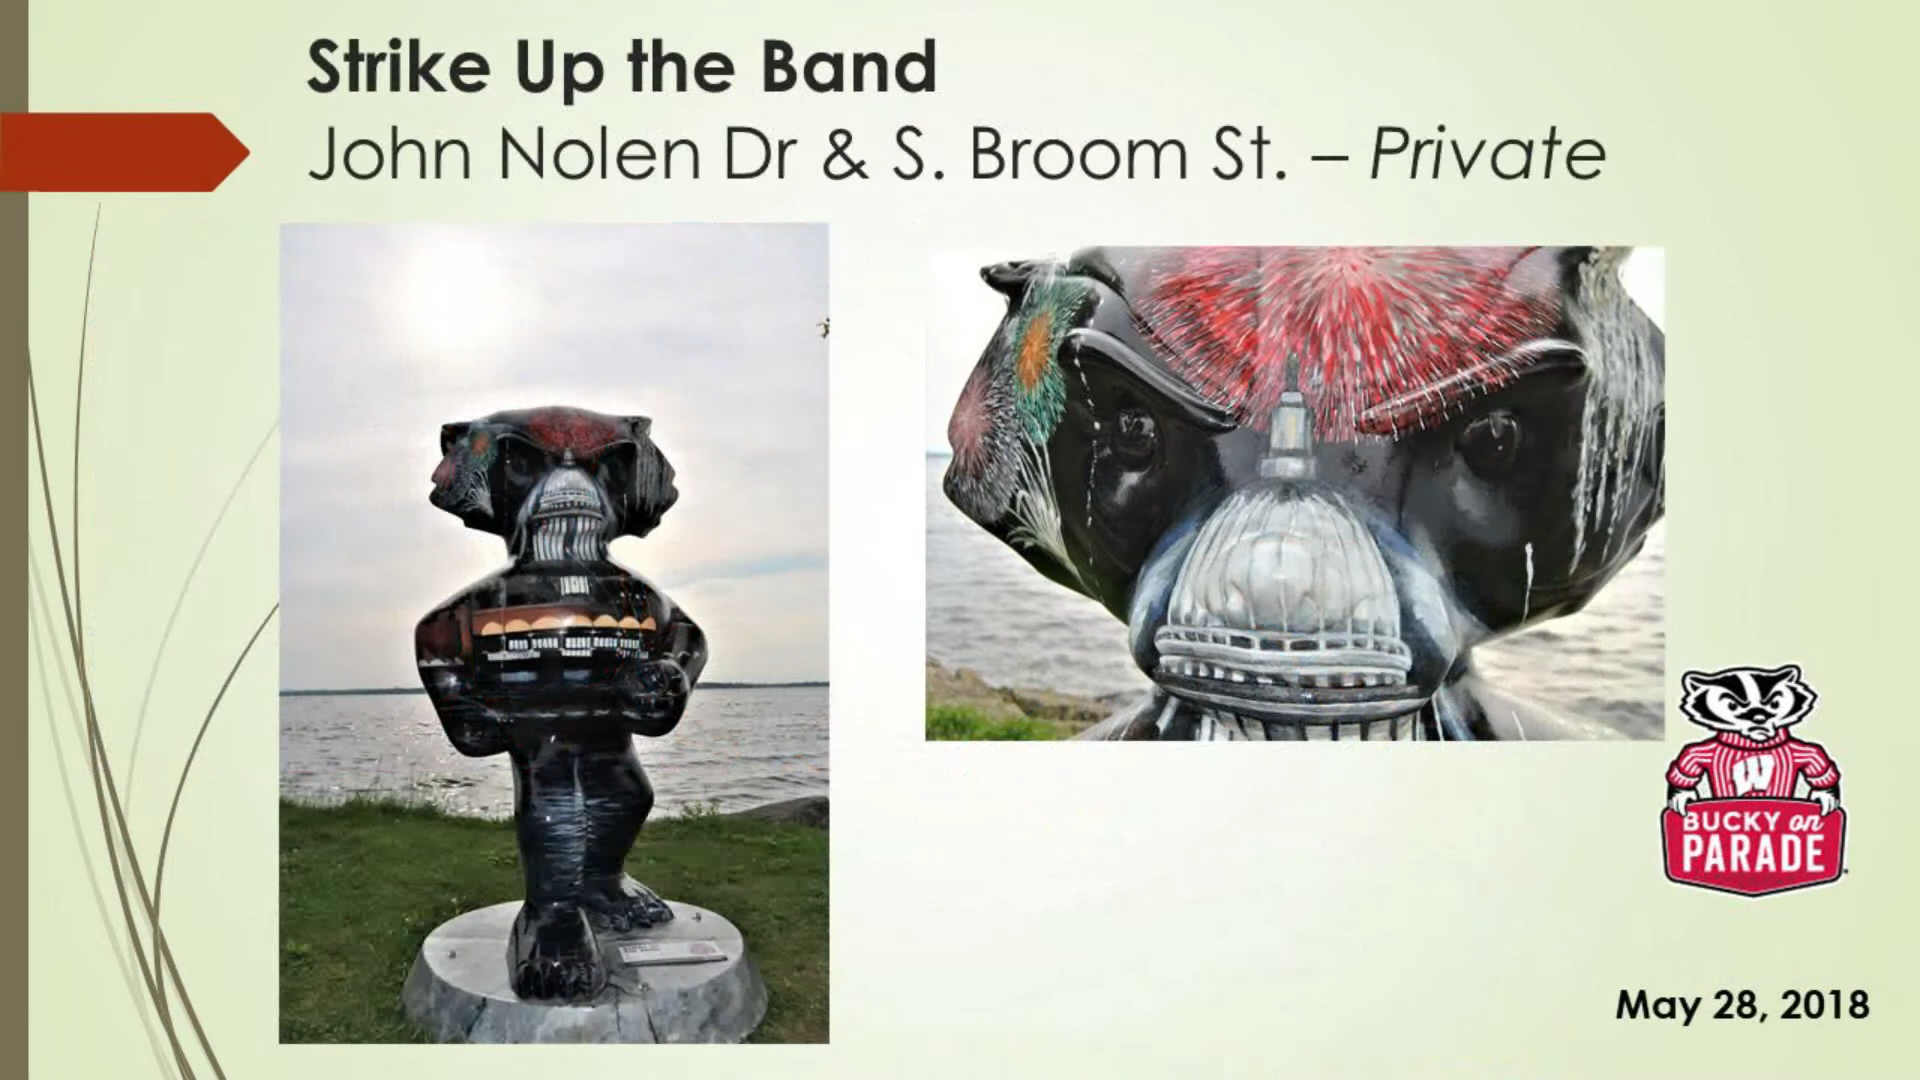 Strike Up the Band
John Nolen Dr & S. Broom St. – Private
W
BUCKY on
PARADE
May 28, 2018